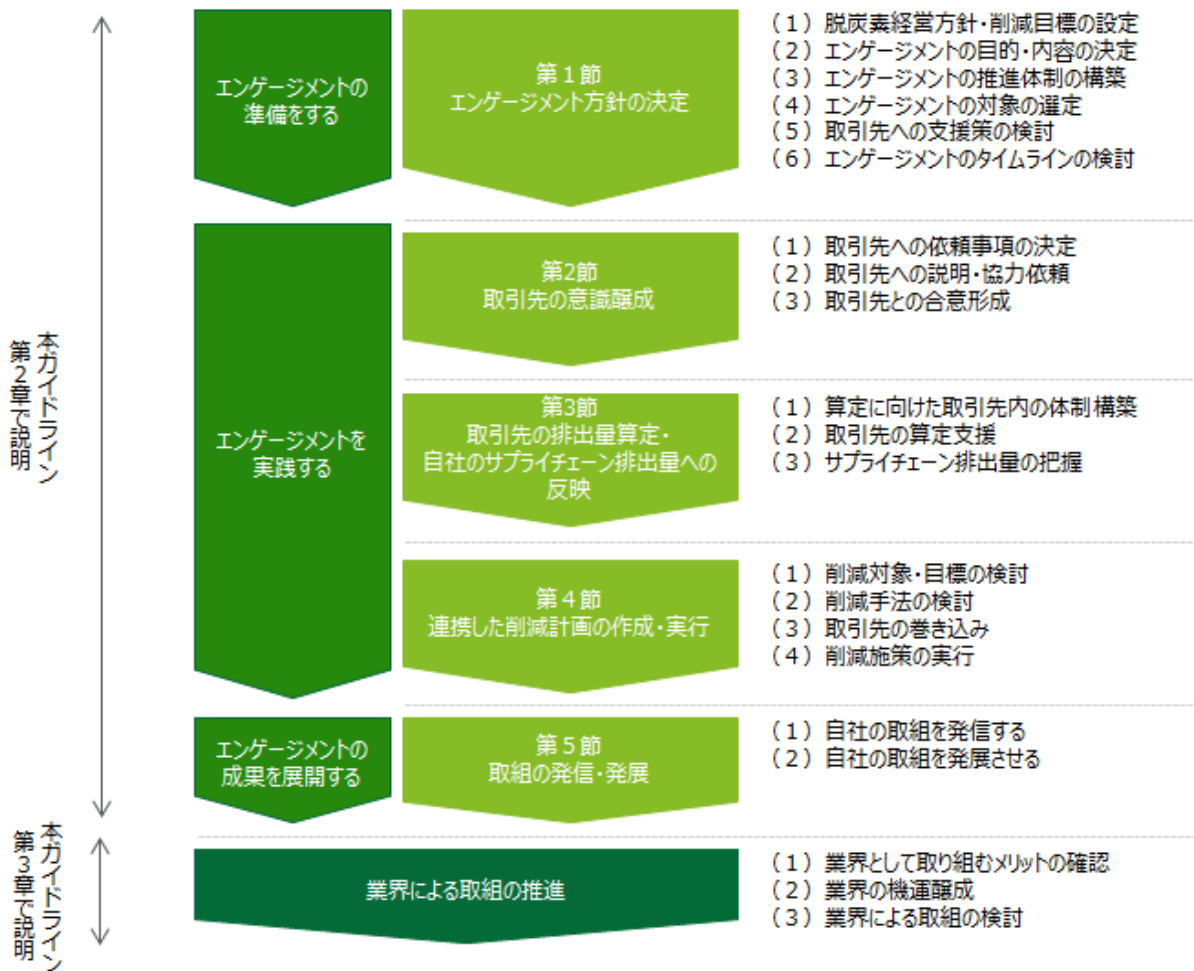 本ガイドライン
第2章で説明
エンゲージメントの
準備をする
第１節
エンゲージメント方針の決定
（１）脱炭素経営方針・削減目標の設定
（２）エンゲージメントの目的・内容の決定
（３）エンゲージメントの推進体制の構築
（４）エンゲージメントの対象の選定
（５）取引先への支援策の検討
（６）エンゲージメントのタイムラインの検討
エンゲージメントを
実践する
第2節
取引先の意識醸成
（１）取引先への依頼事項の決定
（２）取引先への説明・協力依頼
（３）取引先との合意形成
第3節
取引先の排出量算定・
自社のサプライチェーン排出量への
反映
（１）算定に向けた取引先内の体制構築
（２）取引先の算定支援
（３）サプライチェーン排出量の把握
第４節
連携した削減計画の作成・実行
（１）削減対象・目標の検討
（２）削減手法の検討
（３）取引先の巻き込み
（４）削減施策の実行
エンゲージメントの
成果を展開する
第５節
取組の発信・発展
（１）自社の取組を発信する
（２）自社の取組を発展させる
本ガイドライン
第3章で説明
業界による取組の推進
（１）業界として取り組むメリットの確認
（２）業界の機運醸成
（３）業界による取組の検討